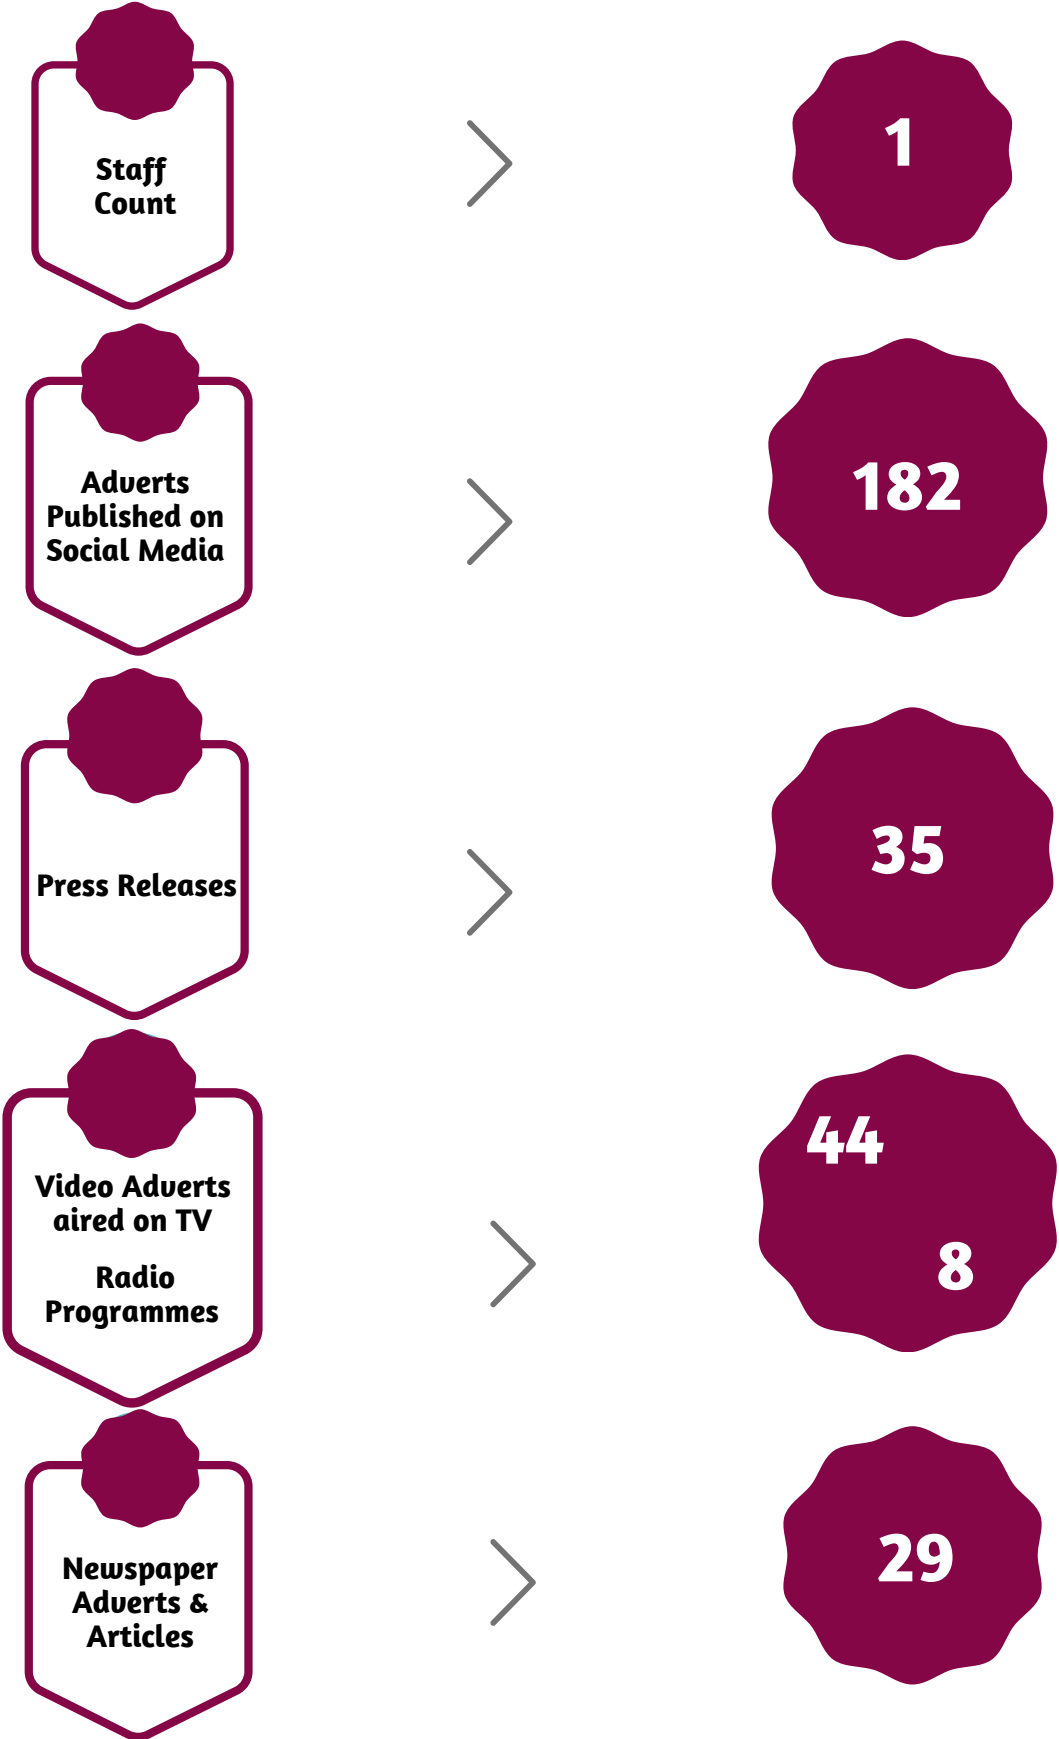 Staff
Count
1
Adverts
Published on
Social Media
182
Press Releases
35
Video Adverts
aired on TV
Radio
Programmes
44
8
Newspaper
Adverts &
Articles
29